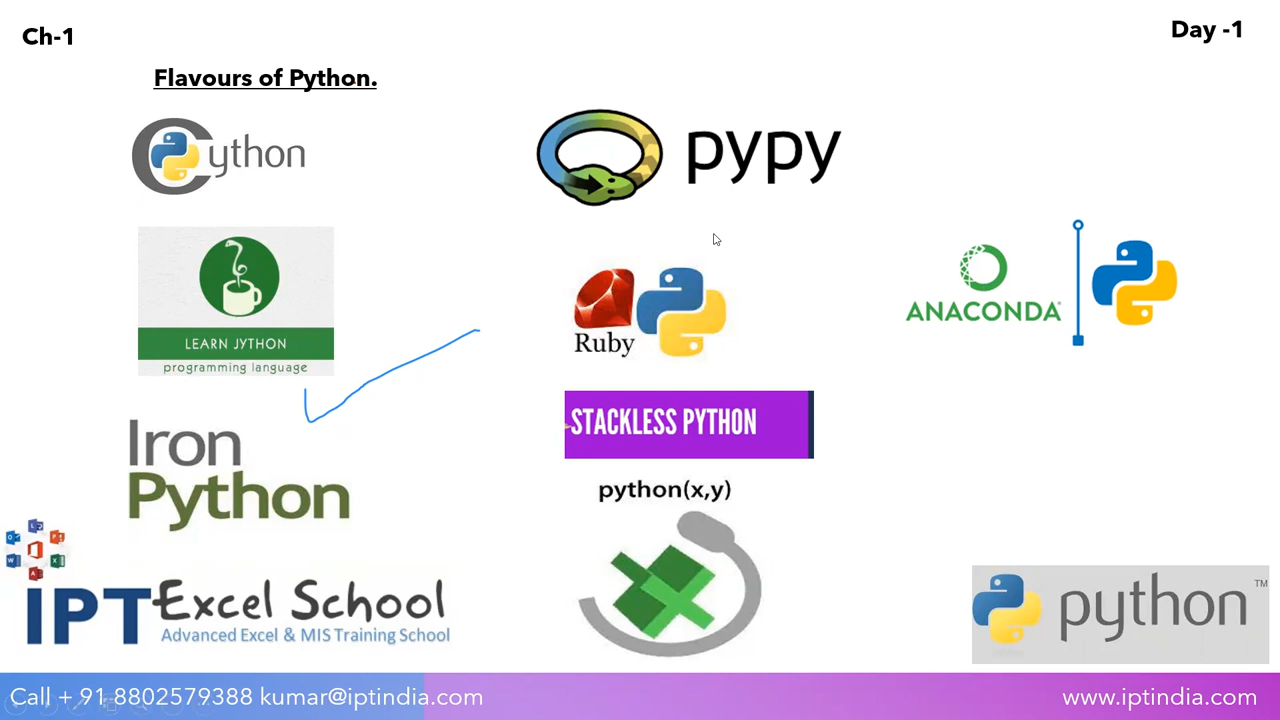 Ch-1
Day -1
Flavours of Python.
Cython
pypy
LEARN JYTHON
programming language
Ruby
ANACONDA
Iron
Python
STACKLESS PYTHON
python(x,y)
IPT Excel School
Advanced Excel & MIS Training School
python™
Call + 91-8802579388 kumar@iptindia.com
www.iptindia.com